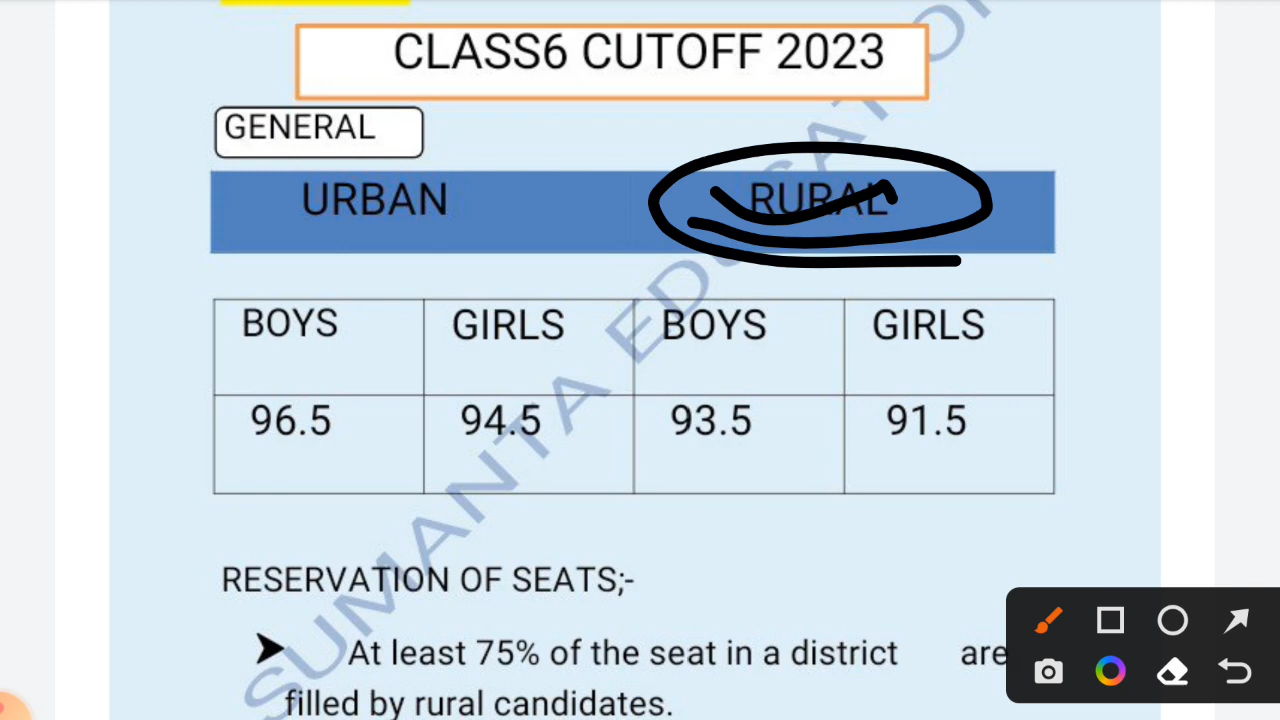 CLASS6 CUTOFF 2023
GENERAL
URBAN RURAL
BOYS GIRLS BOYS GIRLS
96.5 94.5 93.5 91.5
RESERVATION OF SEATS;-
At least 75% of the seat in a district are
filled by rural candidates.
SUMANTA